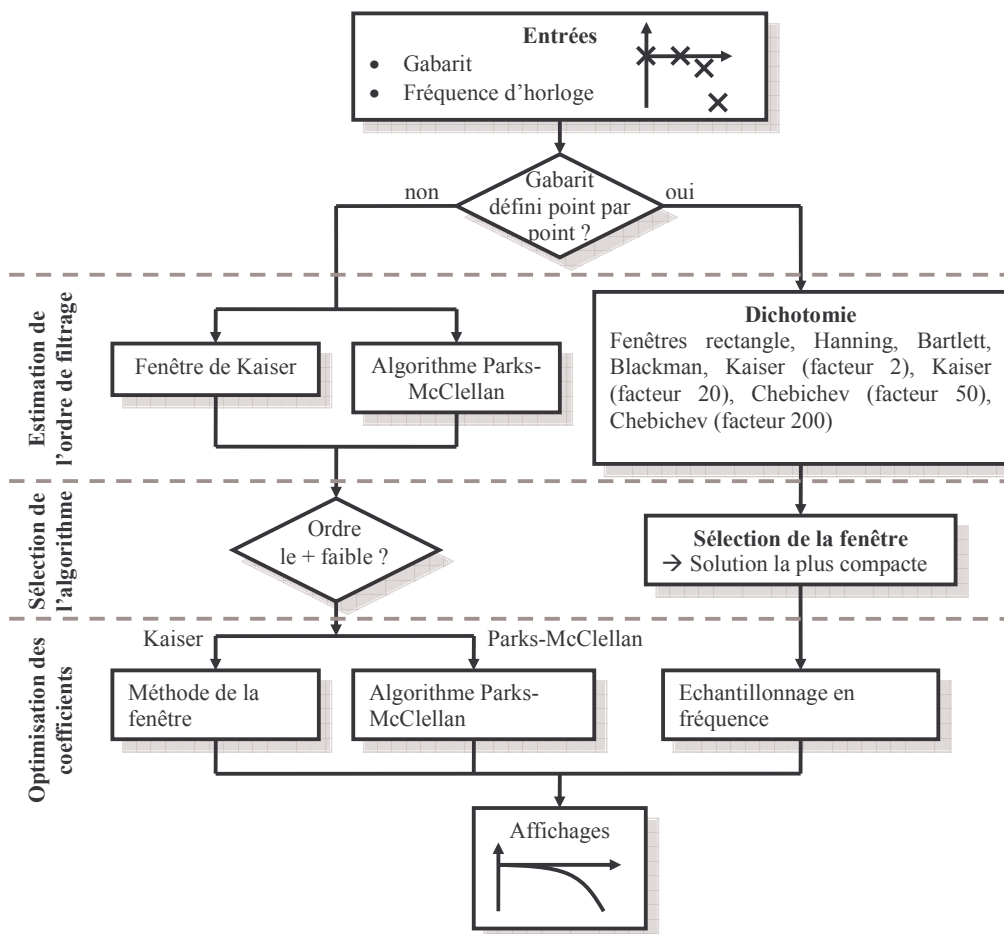 Entrées
• Gabarit
• Fréquence d'horloge
non
Gabarit
défini point par
point ?
oui
Estimation de
l'ordre de filtrage
Fenêtre de Kaiser
Algorithme Parks-
McClellan
Dichotomie
Fenêtres rectangle, Hanning, Bartlett,
Blackman, Kaiser (facteur 2), Kaiser
(facteur 20), Chebichev (facteur 50),
Chebichev (facteur 200)
Sélection de
l'algorithme
Ordre
le + faible ?
Sélection de la fenêtre
→ Solution la plus compacte
Optimisation des
coefficients
Kaiser
Parks-McClellan
Méthode de la
fenêtre
Algorithme Parks-
McClellan
Echantillonnage en
fréquence
Affichages